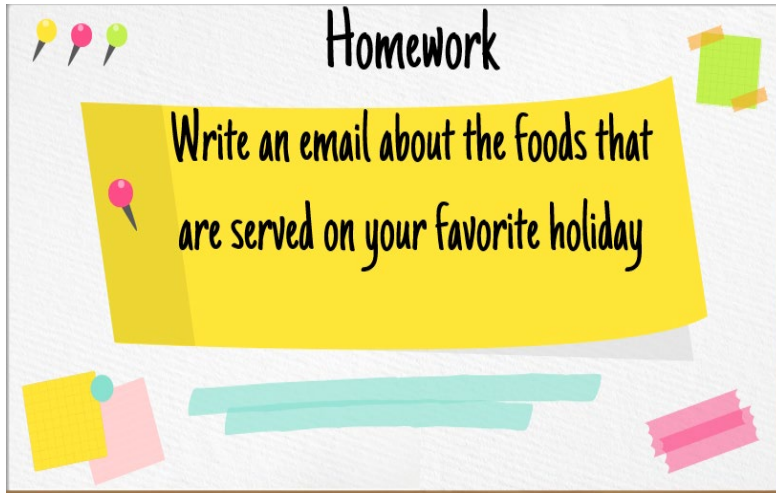 Homework
Write an email about the foods that
are served on your favorite holiday